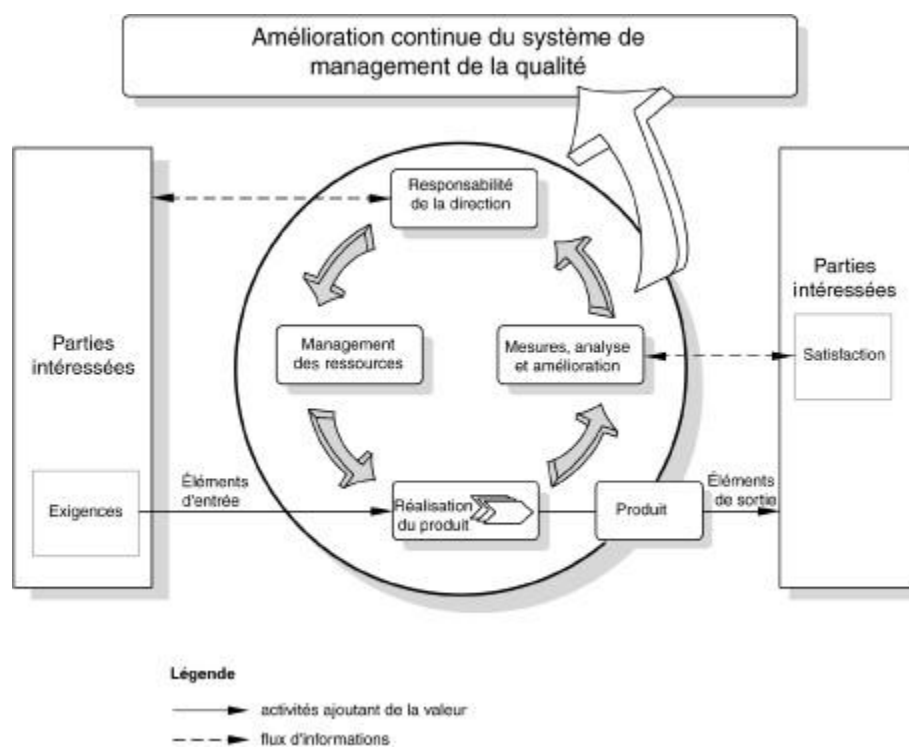 Amélioration continue du système de
management de la qualité
Responsabilité
de la direction
Parties
intéressées
Parties
intéressées
Management
des ressources
Mesures, analyse
et amélioration
Satisfaction
Exigences
Éléments
d'entrée
Réalisation
du produit
Produit
Éléments
de sortie
Légende
activités ajoutant de la valeur
flux d'informations